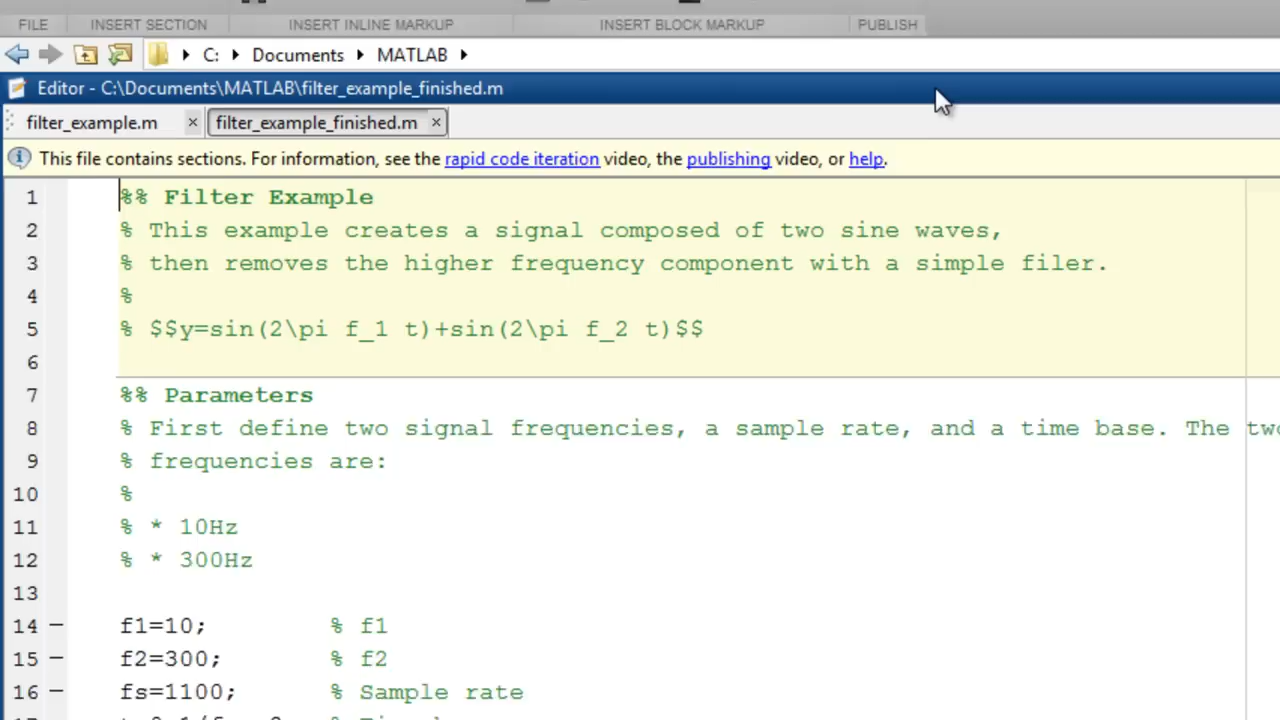 FILE INSERT SECTION INSERT INLINE MARKUP INSERT BLOCK MARKUP PUBLISH
C: Documents MATLAB
Editor - C:\Documents\MATLAB\filter_example_finished.m
filter_example.m × filter_example_finished.m ×
This file contains sections. For information, see the rapid code iteration video, the publishing video, or help.
1 %% Filter Example
2 % This example creates a signal composed of two sine waves,
3 % then removes the higher frequency component with a simple filer.
4 %
5 % $$y=sin(2\pi f_1 t)+sin(2\pi f_2 t)$$
6
7 %% Parameters
8 % First define two signal frequencies, a sample rate, and a time base. The two
9 % frequencies are:
10 %
11 % * 10Hz
12 % * 300Hz
13
14 – f1=10; % f1
15 – f2=300; % f2
16 – fs=1100; % Sample rate